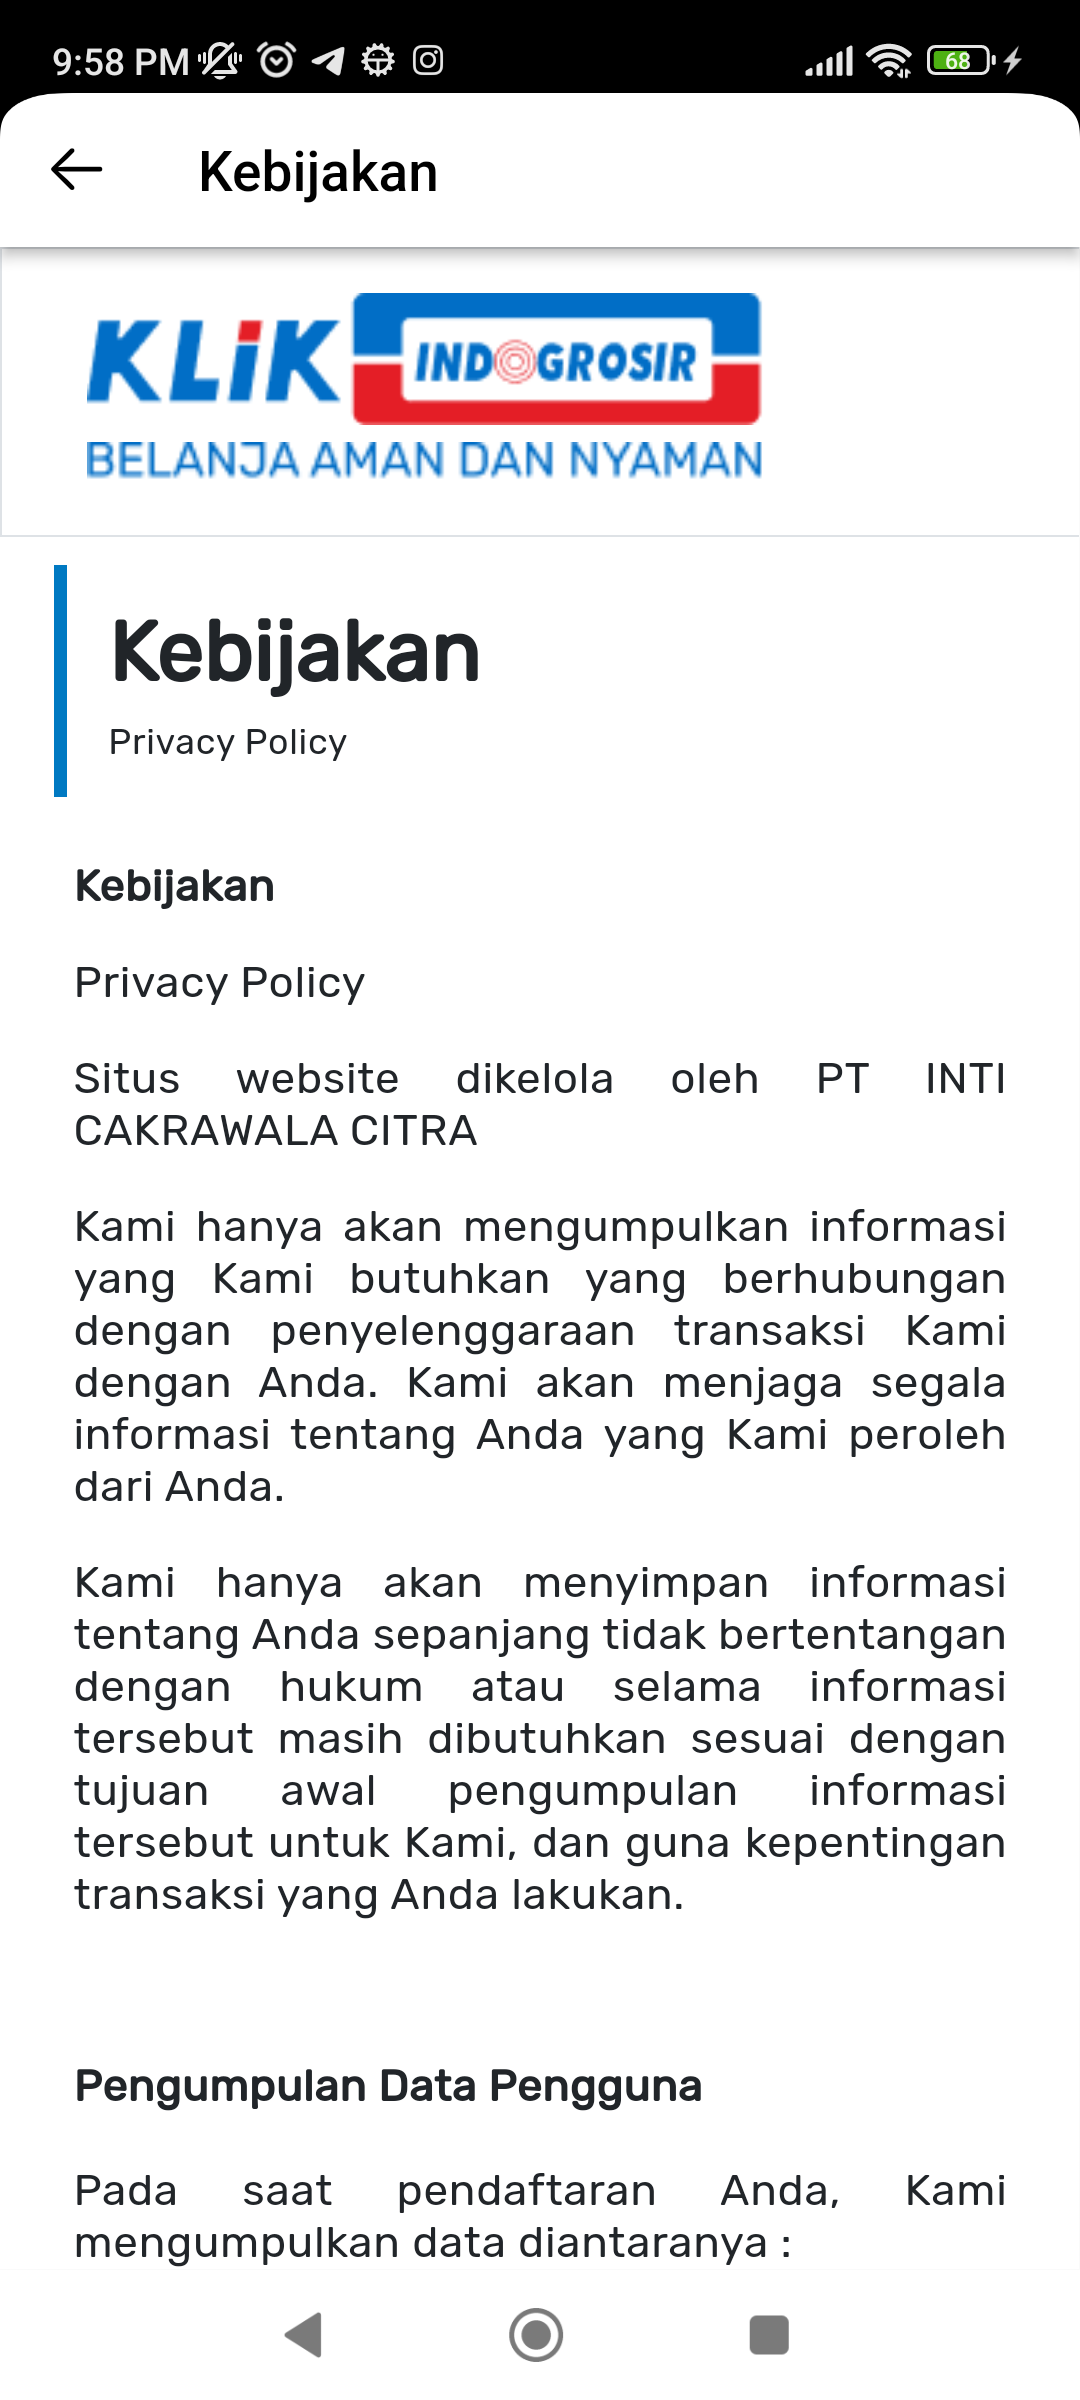 9:58 PM
68
Kebijakan
KLiK INDOGROSIR
BELANJA AMAN DAN NYAMAN
Kebijakan
Privacy Policy
Kebijakan
Privacy Policy
Situs website dikelola oleh PT INTI
CAKRAWALA CITRA
Kami hanya akan mengumpulkan informasi
yang Kami butuhkan yang berhubungan
dengan penyelenggaraan transaksi Kami
dengan Anda. Kami akan menjaga segala
informasi tentang Anda yang Kami peroleh
dari Anda.
Kami hanya akan menyimpan informasi
tentang Anda sepanjang tidak bertentangan
dengan hukum atau selama informasi
tersebut masih dibutuhkan sesuai dengan
tujuan awal pengumpulan informasi
tersebut untuk Kami, dan guna kepentingan
transaksi yang Anda lakukan.
Pengumpulan Data Pengguna
Pada saat pendaftaran Anda, Kami
mengumpulkan data diantaranya :